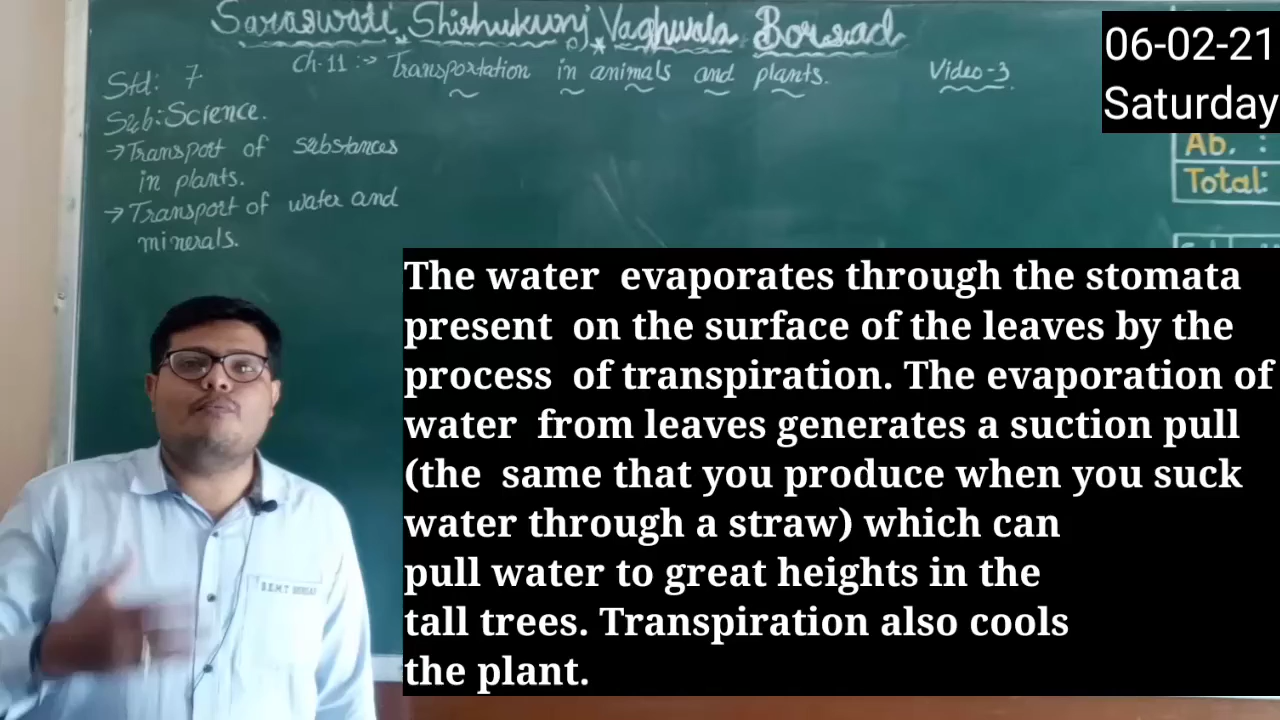 Saraswati Shishukunj Vaghwala Borsad
Ch-11 :-> Transportation in animals and plants.
Video-3
06-02-21
Saturday
Std: 7
Sub: Science.
→ Transport of substances
in plants.
→ Transport of water and
minerals.
Ab. :
Total:
The water evaporates through the stomata
present on the surface of the leaves by the
process of transpiration. The evaporation of
water from leaves generates a suction pull
(the same that you produce when you suck
water through a straw) which can
pull water to great heights in the
tall trees. Transpiration also cools
the plant.